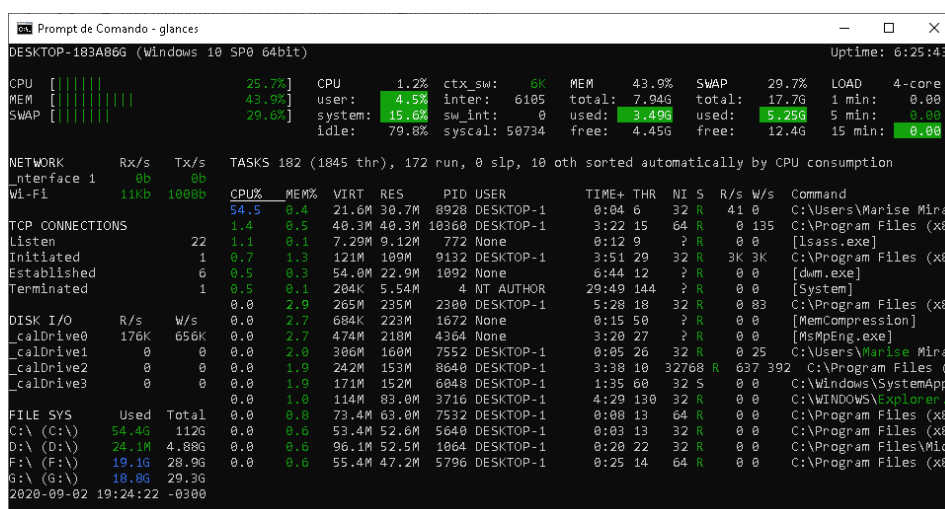 Prompt de Comando - glances
DESKTOP-183A86G (Windows 10 SP0 64bit) Uptime: 6:25:43
CPU [|||||| 25.7%] CPU 1.2% ctx_sw: 6K MEM 43.9% SWAP 29.7% LOAD 4-core
MEM [|||||||||| 43.9%] user: 4.5% inter: 6105 total: 7.94G total: 17.7G 1 min: 0.00
SWAP [||||||| 29.6%] system: 15.6% sw_int: 0 used: 3.49G used: 5.25G 5 min: 0.00
idle: 79.8% syscal: 50734 free: 4.45G free: 12.4G 15 min: 0.00
NETWORK Rx/s Tx/s TASKS 182 (1845 thr), 172 run, 0 slp, 10 oth sorted automatically by CPU consumption
_nterface 1 0b 0b
Wi-Fi 11Kb 1008b CPU% MEM% VIRT RES PID USER TIME+ THR NI S R/s W/s Command
54.5 0.4 21.6M 30.7M 8928 DESKTOP-1 0:04 6 32 R 41 0 C:\Users\Marise Mira
TCP CONNECTIONS 1.4 0.5 40.3M 40.3M 10360 DESKTOP-1 3:22 15 64 R 0 135 C:\Program Files (x8
Listen 22 1.1 0.1 7.29M 9.12M 772 None 0:12 9 ? R 0 0 [lsass.exe]
Initiated 1 0.7 1.3 121M 109M 9132 DESKTOP-1 3:51 29 32 R 3K 3K C:\Program Files (x8
Established 6 0.5 0.3 54.0M 22.9M 1092 None 6:44 12 ? R 0 0 [dwm.exe]
Terminated 1 0.5 0.1 204K 5.54M 4 NT AUTHOR 29:49 144 ? R 0 0 [System]
0.0 2.9 265M 235M 2300 DESKTOP-1 5:28 18 32 R 0 83 C:\Program Files (x8
DISK I/O R/s W/s 0.0 2.7 684K 223M 1672 None 0:15 50 ? R 0 0 [MemCompression]
_calDrive0 176K 656K 0.0 2.7 474M 218M 4364 None 3:20 27 ? R 0 0 [MsMpEng.exe]
_calDrive1 0 0 0.0 2.0 306M 160M 7552 DESKTOP-1 0:05 26 32 R 0 25 C:\Users\Marise Mira
_calDrive2 0 0 0.0 1.9 242M 153M 8640 DESKTOP-1 3:38 10 32768 R 637 392 C:\Program Files (
_calDrive3 0 0 0.0 1.9 171M 152M 6048 DESKTOP-1 1:35 60 32 S 0 0 C:\Windows\SystemApp
0.0 1.0 114M 83.0M 3716 DESKTOP-1 4:29 130 32 R 0 0 C:\WINDOWS\Explorer.
FILE SYS Used Total 0.0 0.8 73.4M 63.0M 7532 DESKTOP-1 0:08 13 64 R 0 0 C:\Program Files (x8
C:\ (C:\) 54.4G 112G 0.0 0.6 53.4M 52.6M 5640 DESKTOP-1 0:03 13 32 R 0 0 C:\Program Files (x8
D:\ (D:\) 24.1M 4.88G 0.0 0.6 96.1M 52.5M 1064 DESKTOP-1 0:20 22 32 R 0 0 C:\Program Files\Mic
F:\ (F:\) 19.1G 28.9G 0.0 0.6 55.4M 47.2M 5796 DESKTOP-1 0:25 14 64 R 0 0 C:\Program Files (x8
G:\ (G:\) 18.8G 29.3G
2020-09-02 19:24:22 -0300